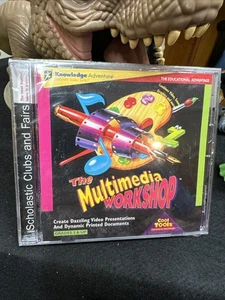 Knowledge Adventure
THE EDUCATIONAL ADVANTAGE
Scholastic Clubs and Fairs
The
Multimedia
WORKSHOP
Create Dazzling Video Presentations
And Dynamic Printed Documents
COOL
TOOLS